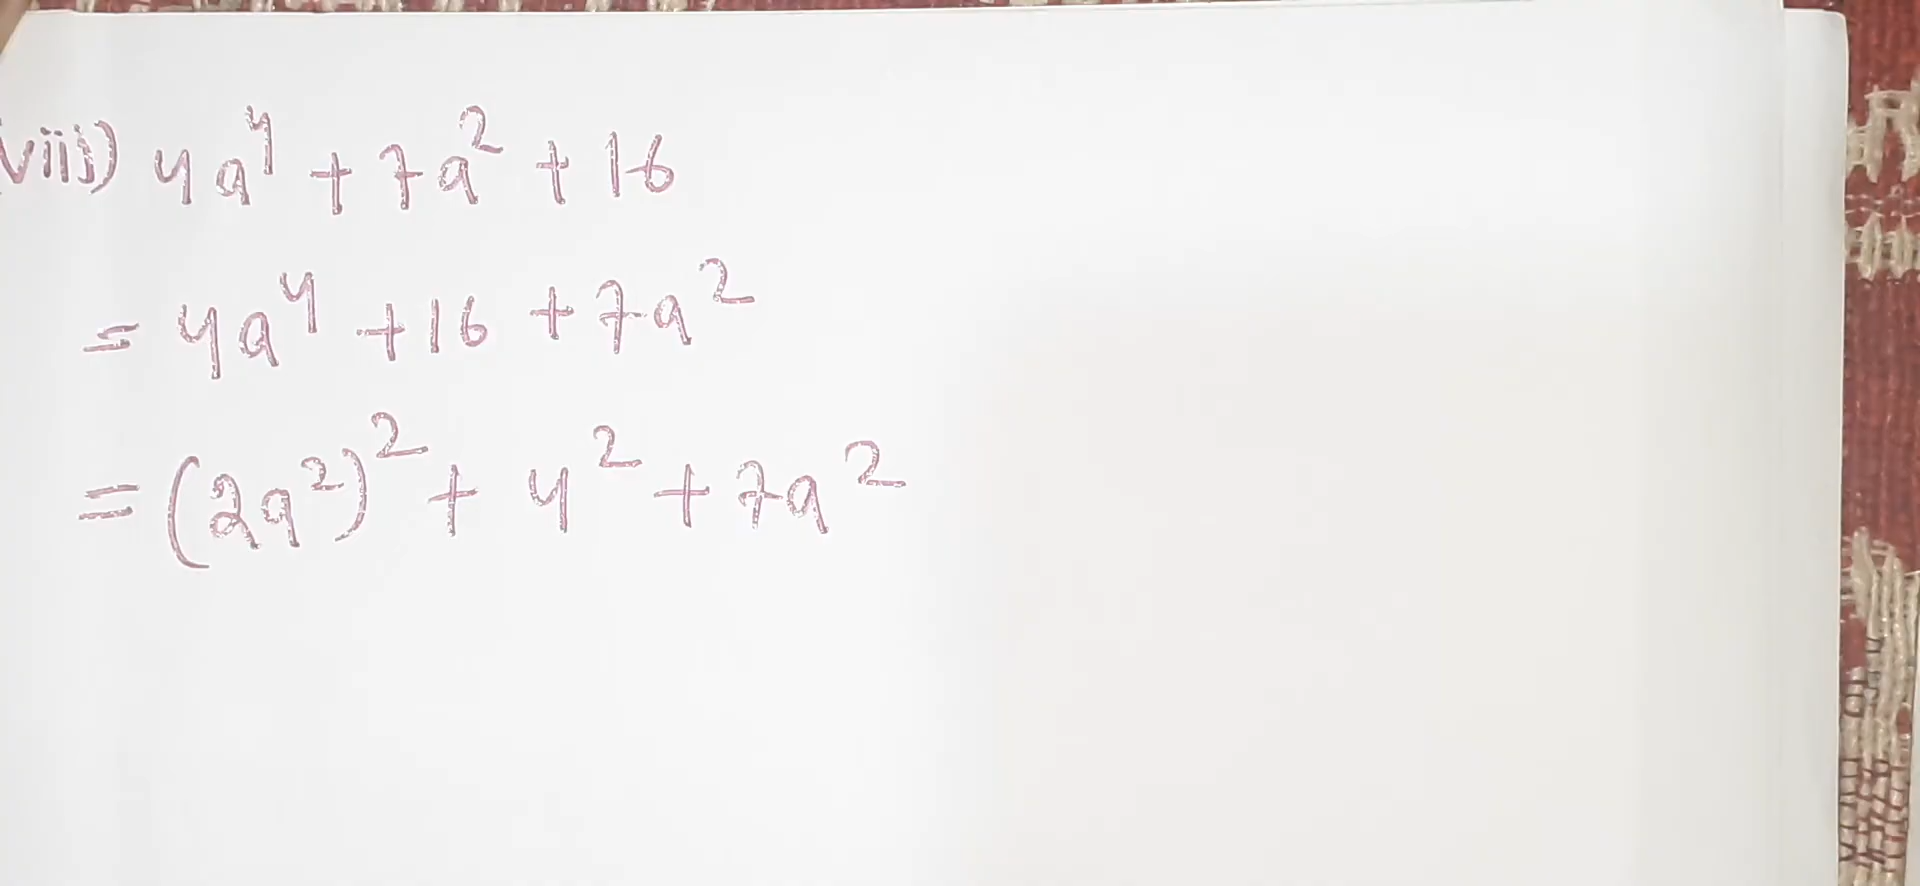 (viii) 4a⁴ + 7a² + 16
= 4a⁴ + 16 + 7a²
= (2a²)² + 4² + 7a²